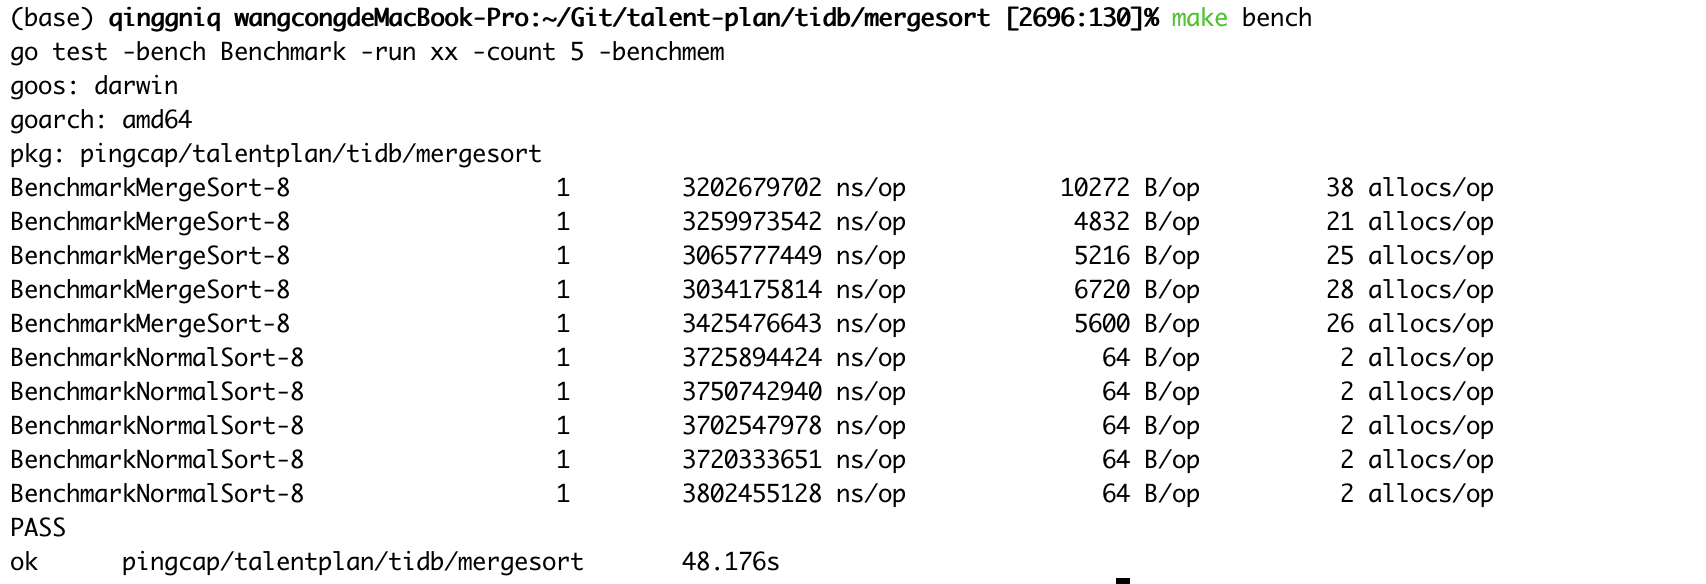 (base) qinggniq wangcongdeMacBook-Pro:~/Git/talent-plan/tidb/mergesort [2696:130]% make bench
go test -bench Benchmark -run xx -count 5 -benchmem
goos: darwin
goarch: amd64
pkg: pingcap/talentplan/tidb/mergesort
BenchmarkMergeSort-8                   1        3202679702 ns/op           10272 B/op         38 allocs/op
BenchmarkMergeSort-8                   1        3259973542 ns/op            4832 B/op         21 allocs/op
BenchmarkMergeSort-8                   1        3065777449 ns/op            5216 B/op         25 allocs/op
BenchmarkMergeSort-8                   1        3034175814 ns/op            6720 B/op         28 allocs/op
BenchmarkMergeSort-8                   1        3425476643 ns/op            5600 B/op         26 allocs/op
BenchmarkNormalSort-8                  1        3725894424 ns/op              64 B/op          2 allocs/op
BenchmarkNormalSort-8                  1        3750742940 ns/op              64 B/op          2 allocs/op
BenchmarkNormalSort-8                  1        3702547978 ns/op              64 B/op          2 allocs/op
BenchmarkNormalSort-8                  1        3720333651 ns/op              64 B/op          2 allocs/op
BenchmarkNormalSort-8                  1        3802455128 ns/op              64 B/op          2 allocs/op
PASS
ok      pingcap/talentplan/tidb/mergesort       48.176s